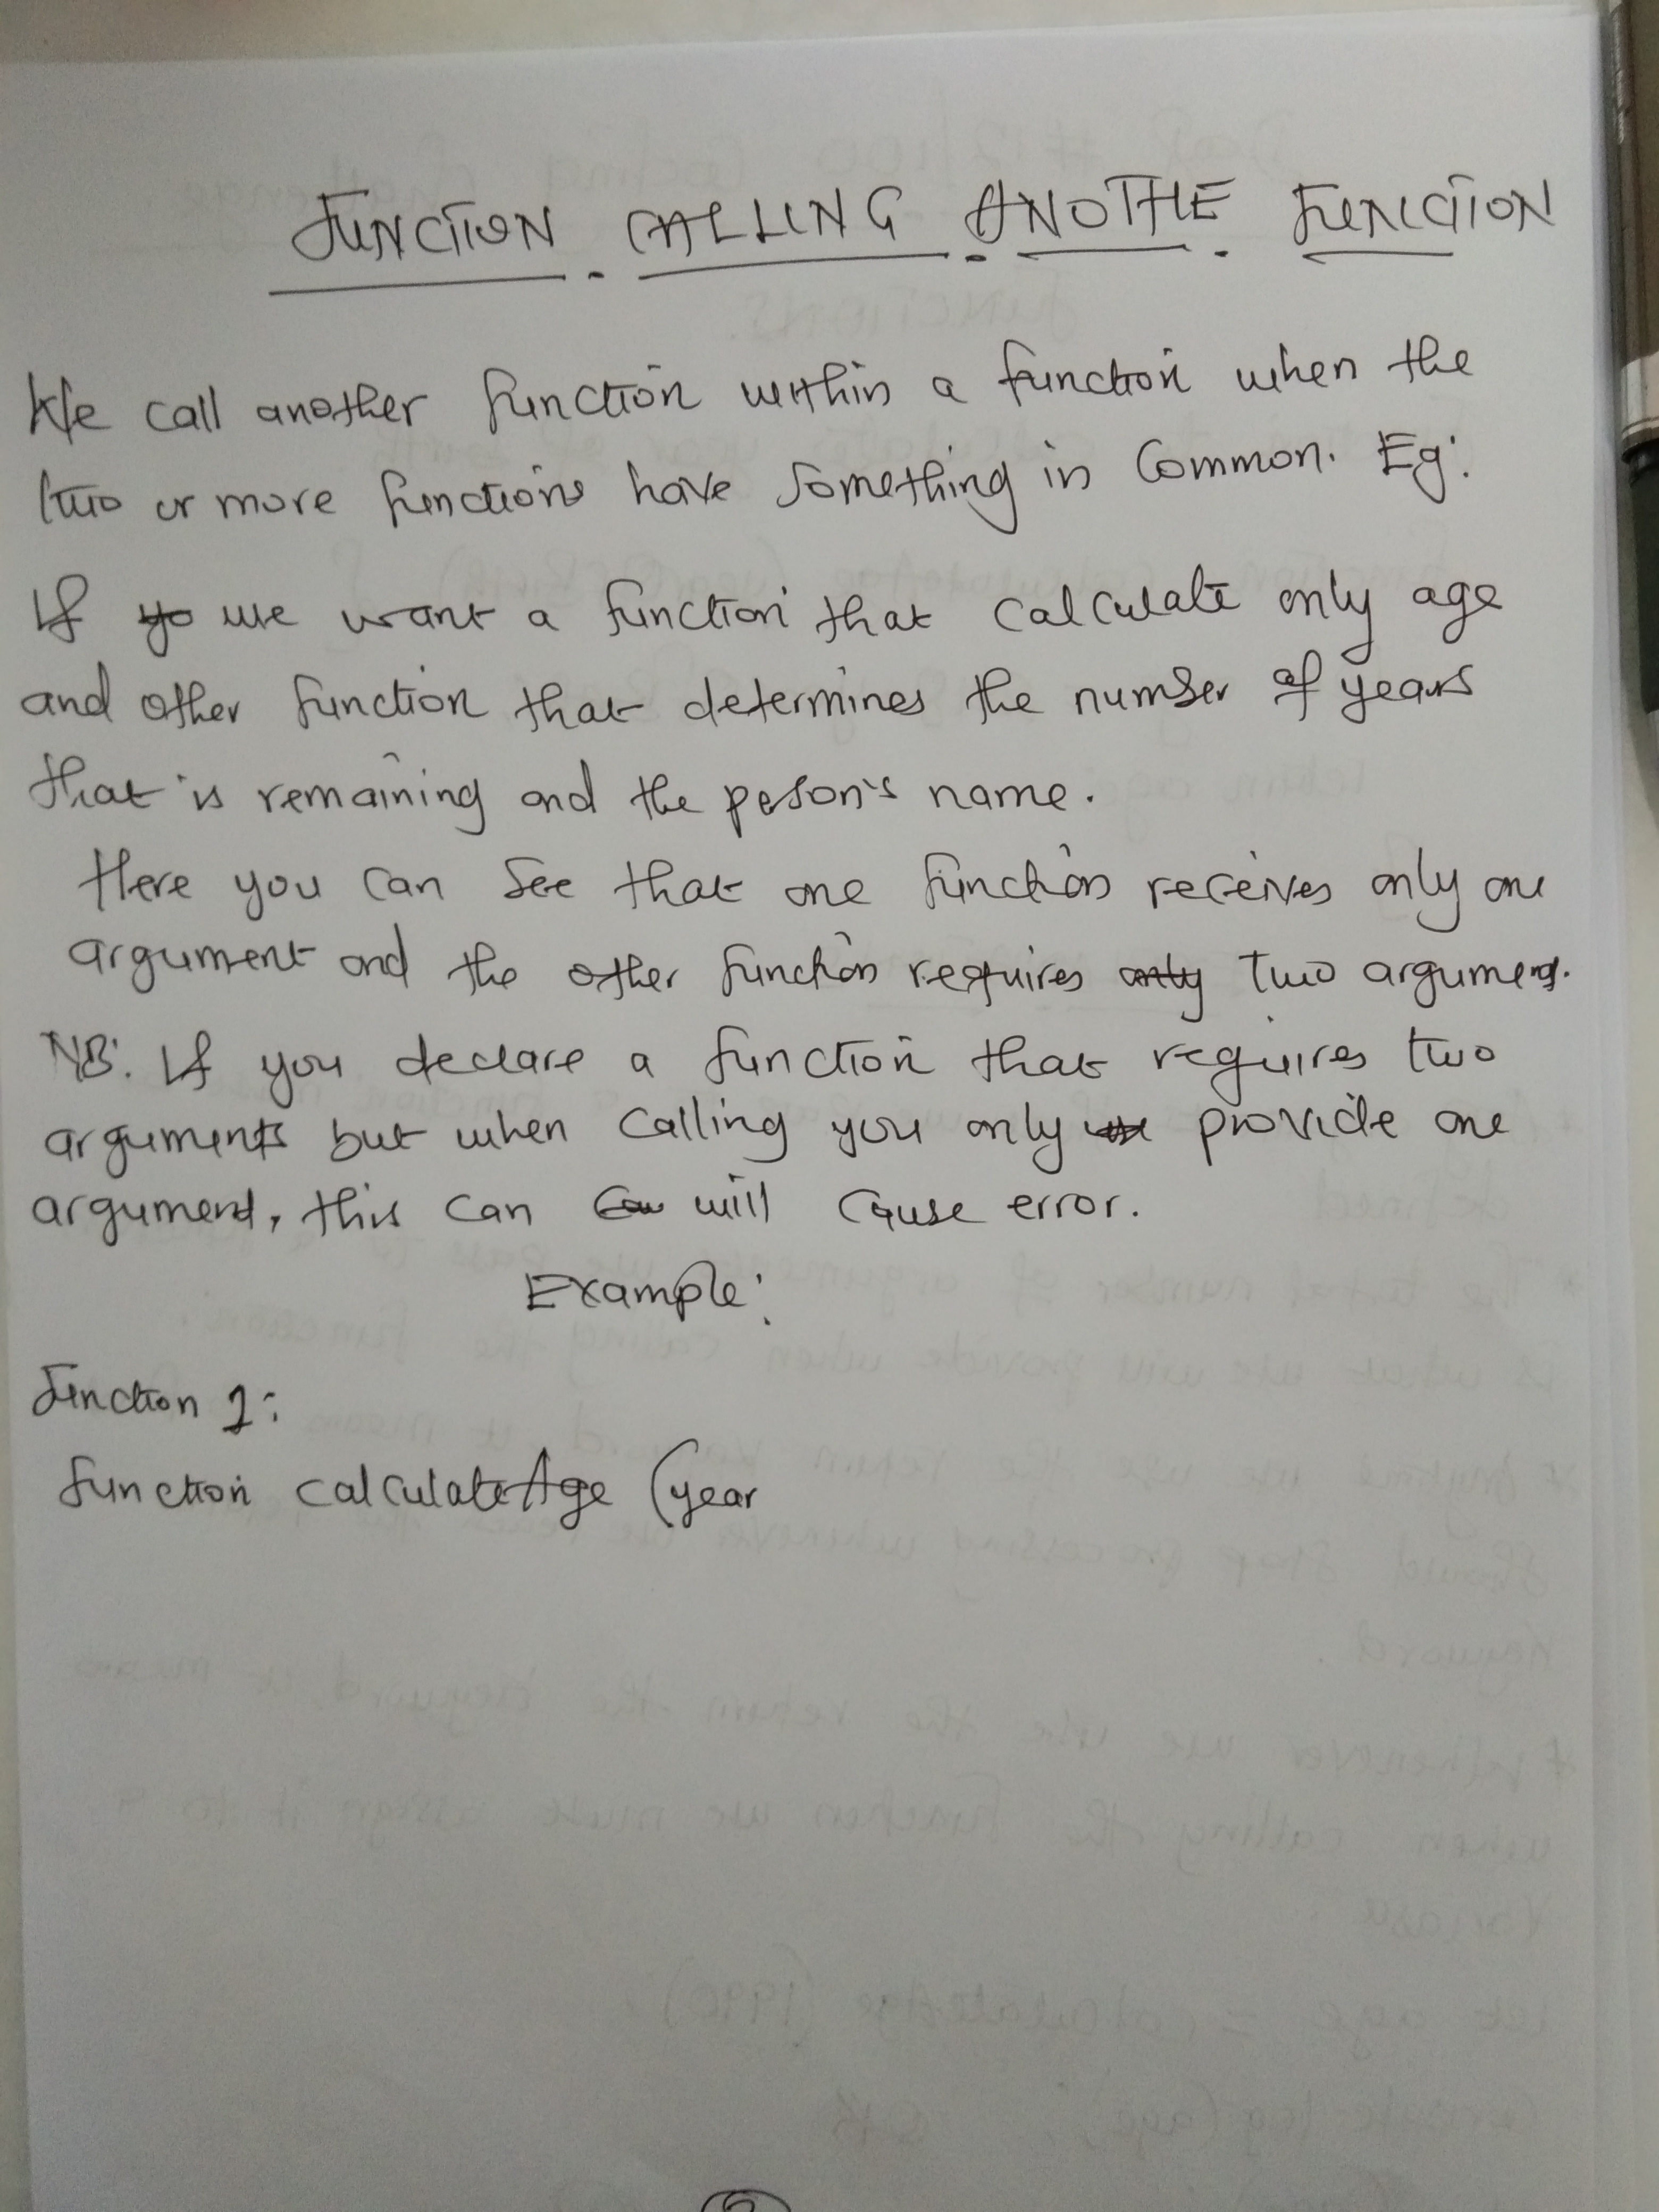 FUNCTION CALLING ANOTHE FUNCTION
We call another function within a function when the
two or more functions have something in Common. Eg:
If yo we want a function that calculate only age
and other function that determines the number of years
that is remaining and the person's name.
Here you can see that one function receives only one
argument and the other function requires only two argument.
NB: If you declare a function that requires two
arguments but when calling you only provide one
argument, this can will cause error.
Example:
Function 1:
function calculateAge (year